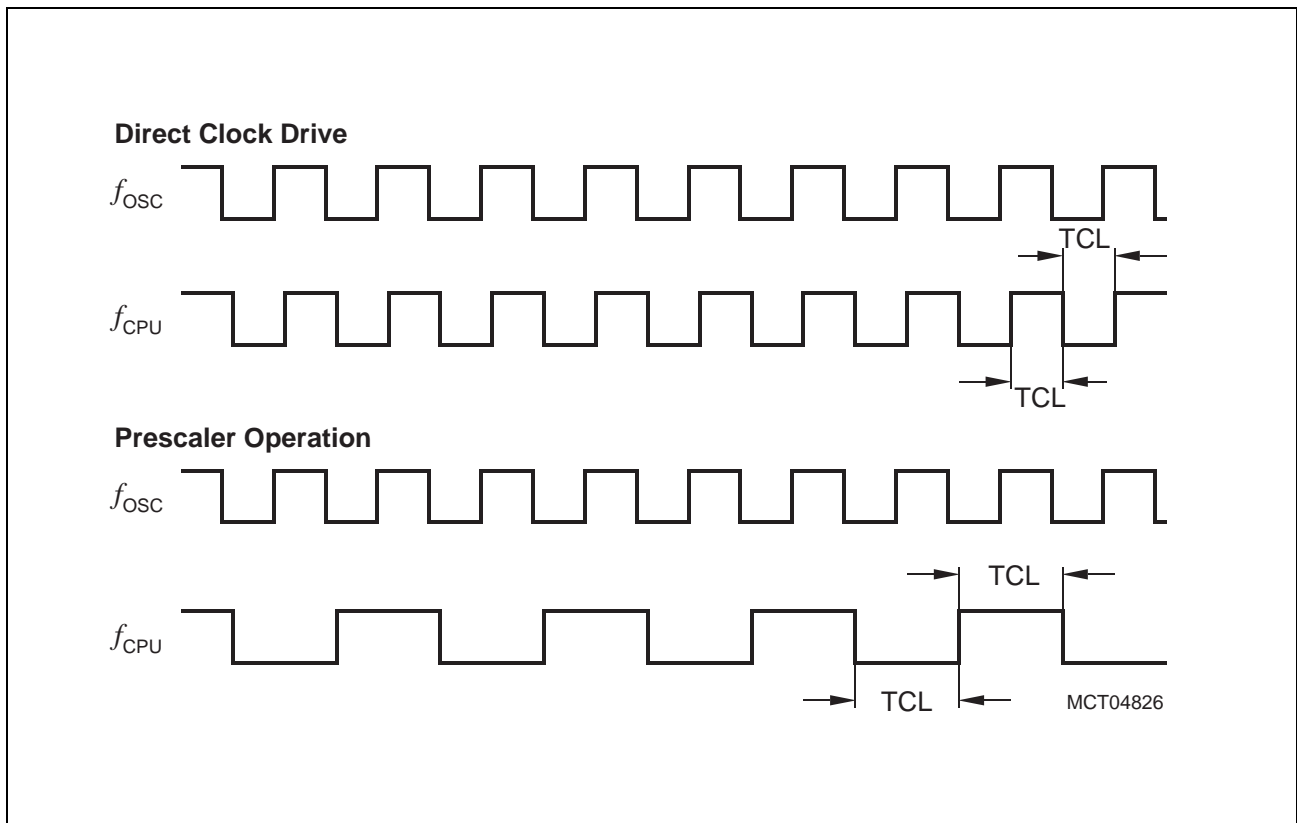 Direct Clock Drive
fOSC
TCL
fCPU
TCL
Prescaler Operation
fOSC
TCL
fCPU
TCL
MCT04826